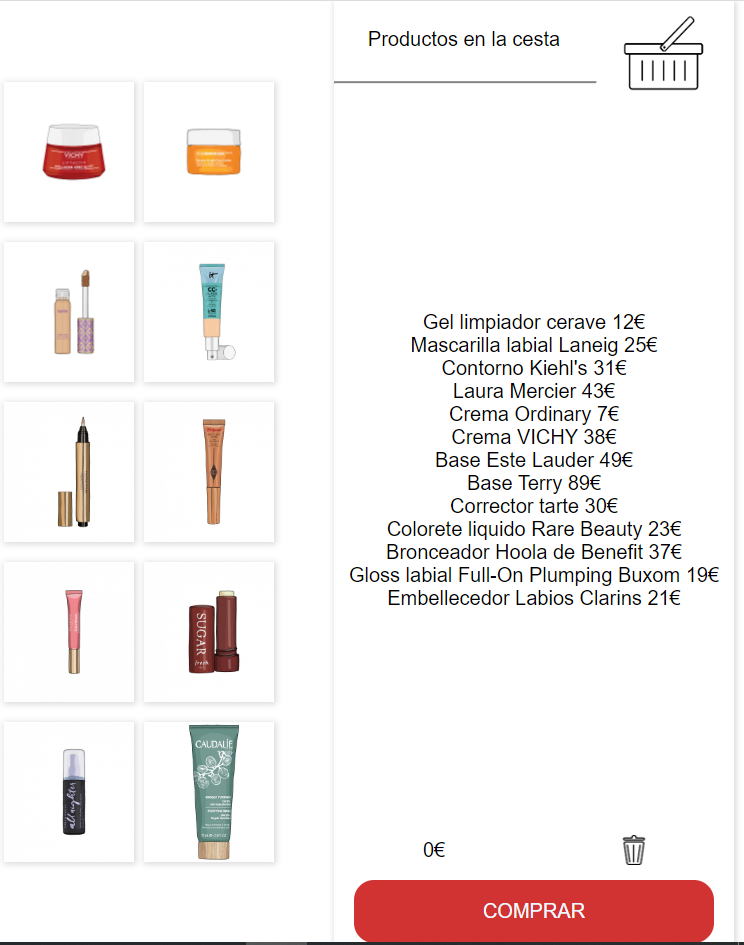 Productos en la cesta
VICHY
CC+
SUGAR
fresh
all nighter
CAUDALIE
Gel limpiador cerave 12€
Mascarilla labial Laneig 25€
Contorno Kiehl's 31€
Laura Mercier 43€
Crema Ordinary 7€
Crema VICHY 38€
Base Este Lauder 49€
Base Terry 89€
Corrector tarte 30€
Colorete liquido Rare Beauty 23€
Bronceador Hoola de Benefit 37€
Gloss labial Full-On Plumping Buxom 19€
Embellecedor Labios Clarins 21€
0€
COMPRAR